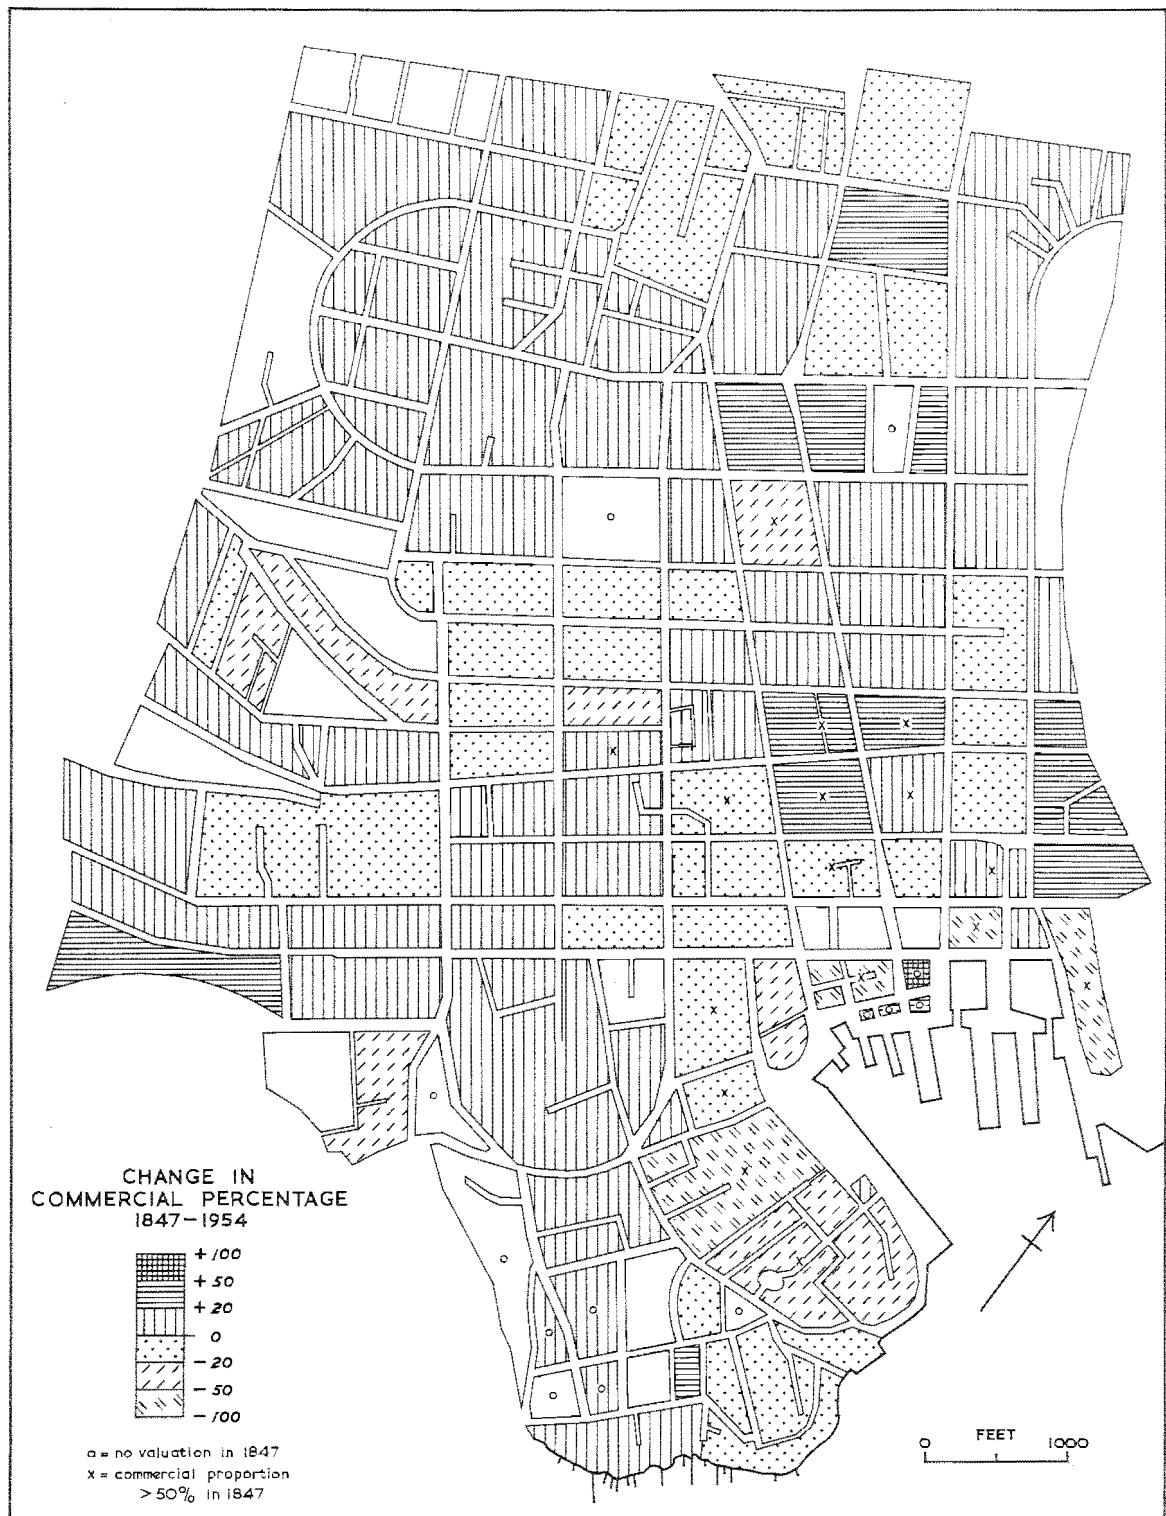 CHANGE IN
COMMERCIAL PERCENTAGE
1847–1954
+ 100
+ 50
+ 20
0
– 20
– 50
– 100
o = no valuation in 1847
x = commercial proportion
> 50% in 1847
0 FEET 1000